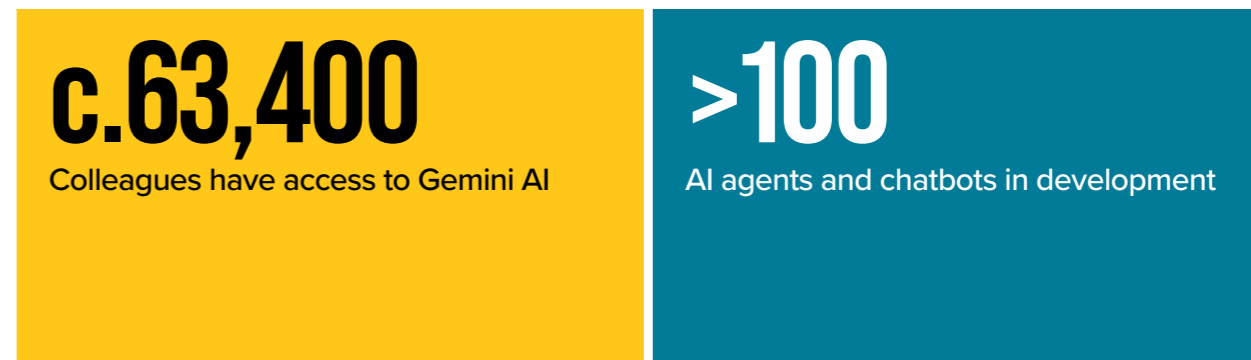 c.63,400
Colleagues have access to Gemini AI
>100
AI agents and chatbots in development